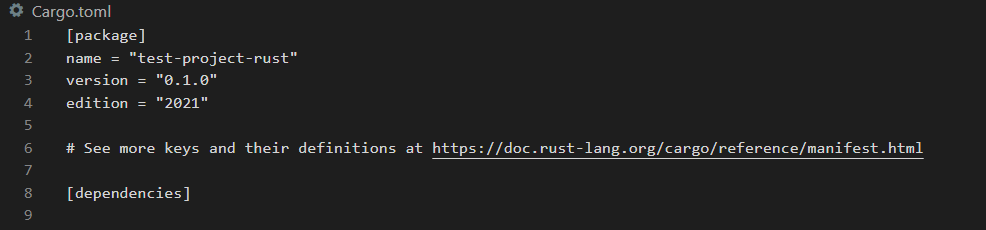 Cargo.toml
1 [package]
2 name = "test-project-rust"
3 version = "0.1.0"
4 edition = "2021"
5
6 # See more keys and their definitions at https://doc.rust-lang.org/cargo/reference/manifest.html
7
8 [dependencies]
9